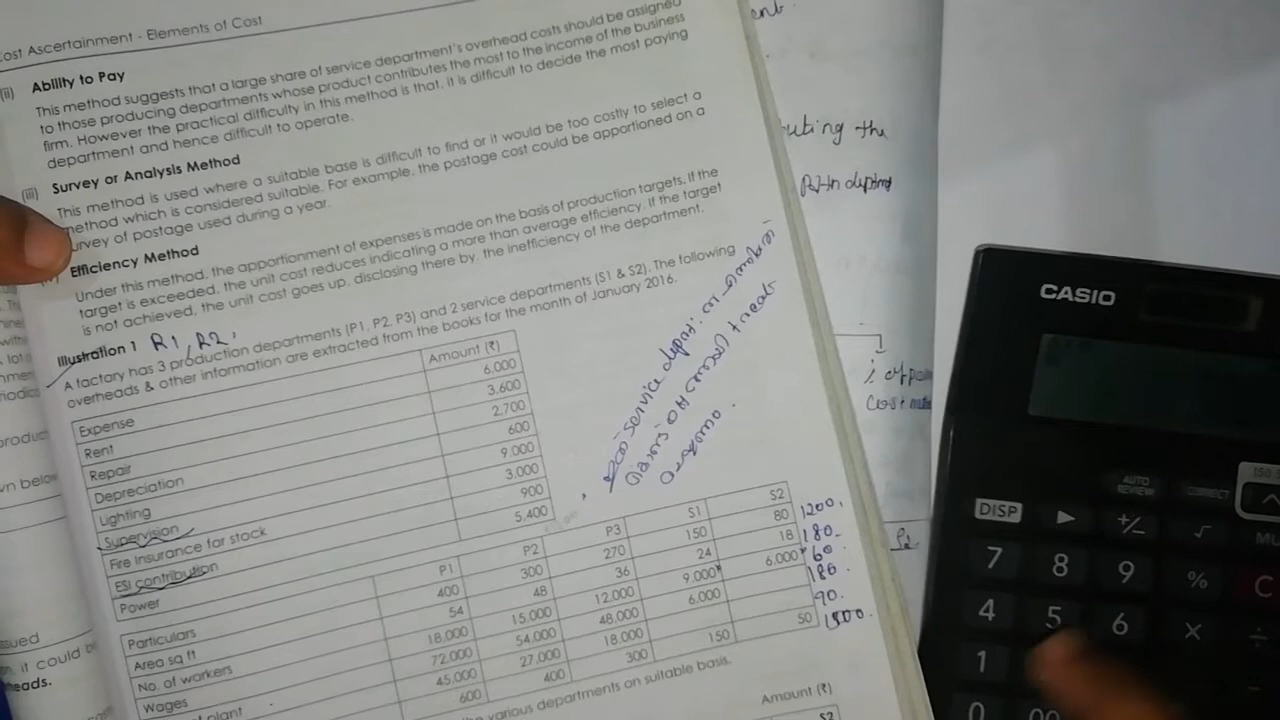 Cost Ascertainment - Elements of Cost
(ii) Ability to Pay
This method suggests that a large share of service department's overhead costs should be assigned
to those producing departments whose product contributes the most to the income of the business
firm. However the practical difficulty in this method is that, it is difficult to decide the most paying
department and hence difficult to operate.
(iii) Survey or Analysis Method
This method is used where a suitable base is difficult to find or it would be too costly to select a
method which is considered suitable. For example, the postage cost could be apportioned on a
survey of postage used during a year.
Efficiency Method
Under this method, the apportionment of expenses is made on the basis of production targets. If the
target is exceeded, the unit cost reduces indicating a more than average efficiency. If the target
is not achieved, the unit cost goes up, disclosing there by, the inefficiency of the department.
Illustration 1 R1, R2,
A factory has 3 production departments (P1, P2, P3) and 2 service departments (S1 & S2). The following
overheads & other information are extracted from the books for the month of January 2016.
Expense Amount (₹)
Rent 6,000
Repair 3,600
Depreciation 2,700
Lighting 600
Supervision 9,000
Fire Insurance for stock 3,000
ESI contribution 900
Power 5,400
Particulars P1 P2 P3 S1 S2
Area sq ft 400 300 270 150 80 1200.
No. of workers 54 48 36 24 18 180.
Wages 18,000 15,000 12,000 9,000 6,000 60.
72,000 54,000 48,000 6,000 180.
45,000 27,000 18,000 90.
600 400 300 150 50 1500.
plant
the various departments on suitable basis.
Amount (₹)
S2
ent.
uting the
P2
CASIO
AUTO REVIEW
CORRECT
DISP
▶
+/−
√
MU
7
8
9
%
C
4
5
6
×
÷
1
0
00